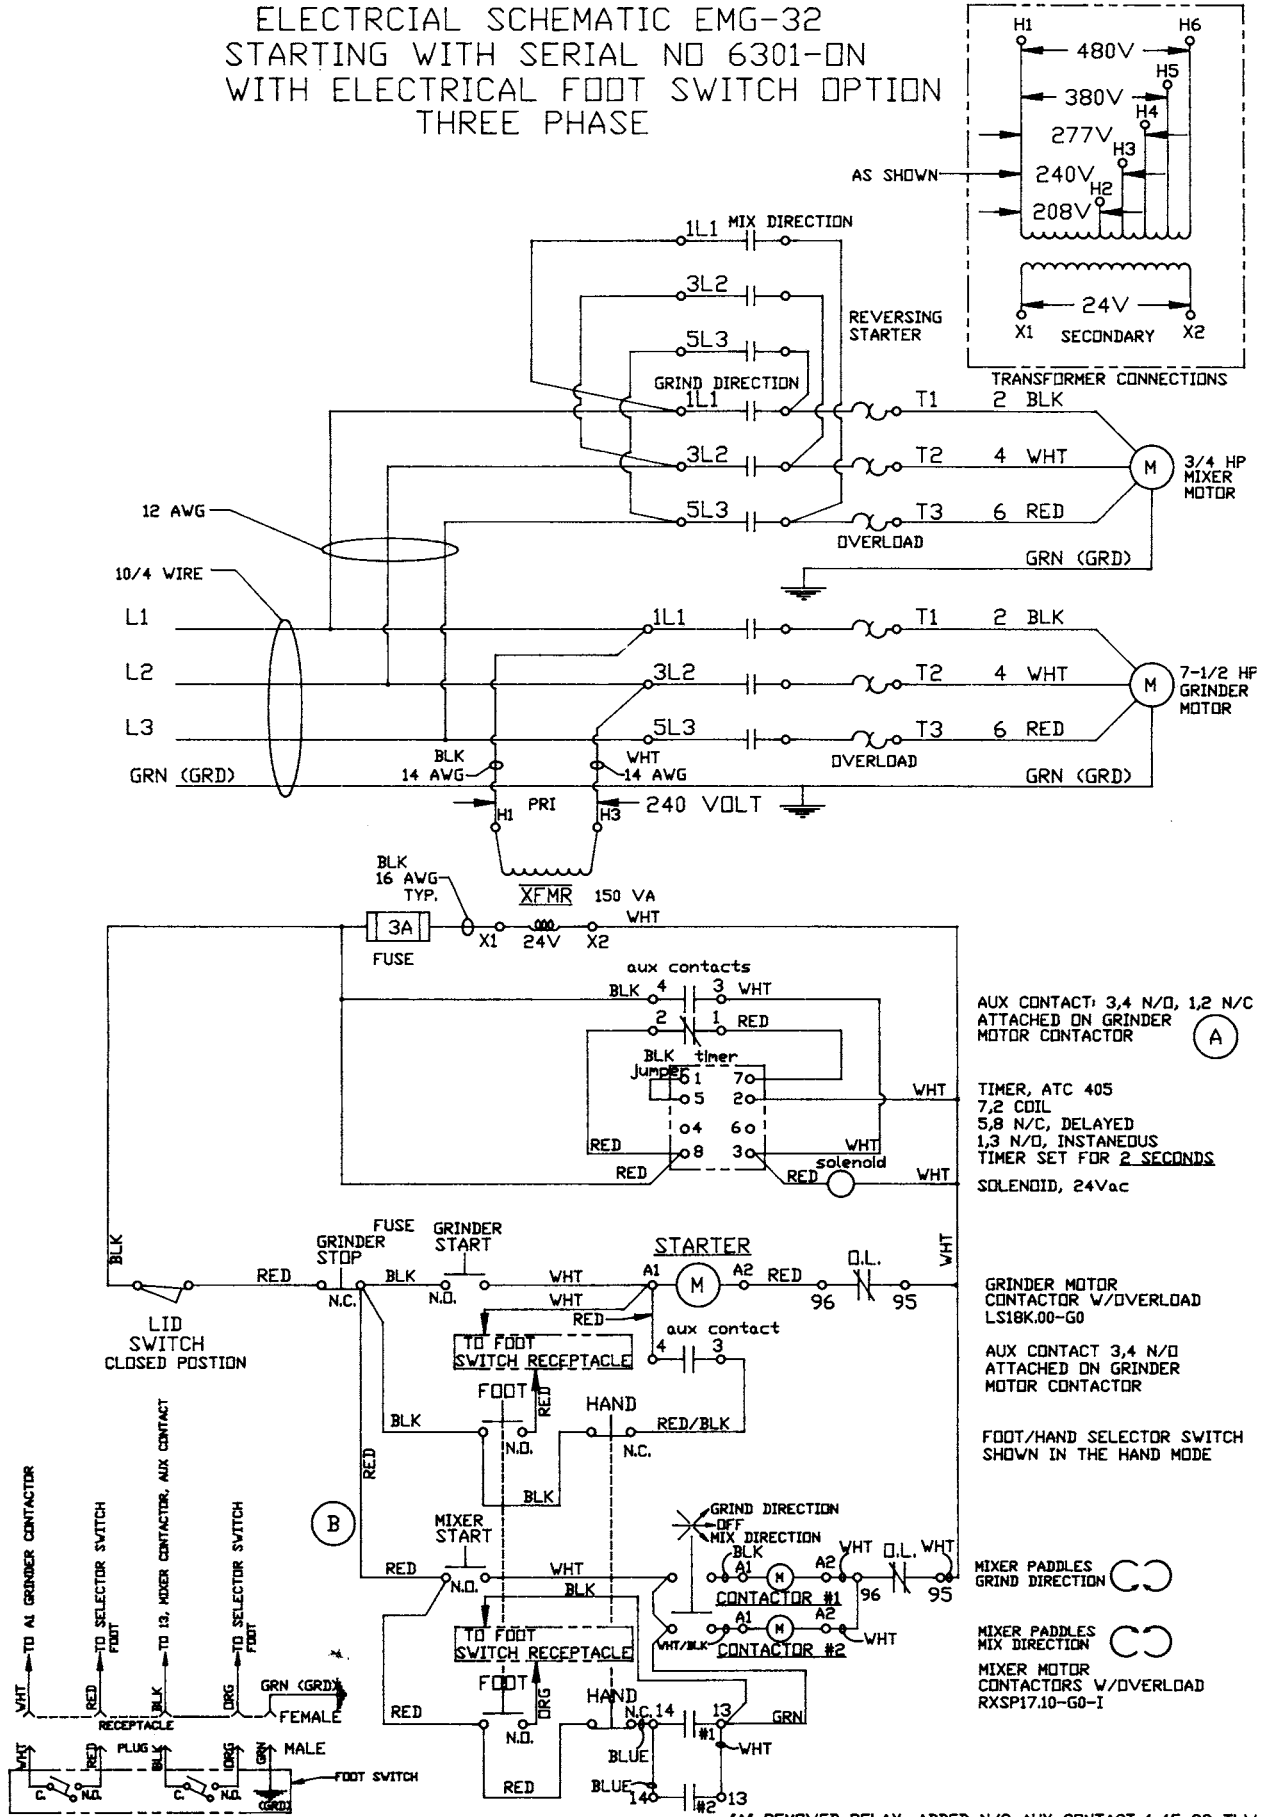 ELECTRCIAL SCHEMATIC EMG-32
STARTING WITH SERIAL NO 6301-ON
WITH ELECTRICAL FOOT SWITCH OPTION
THREE PHASE
H1
H6
480V
H5
380V
H4
277V
H3
AS SHOWN
240V
H2
208V
24V
X1
SECONDARY
X2
TRANSFORMER CONNECTIONS
1L1
MIX DIRECTION
3L2
REVERSING
STARTER
5L3
GRIND DIRECTION
1L1
T1
2 BLK
3L2
T2
4 WHT
M
3/4 HP
MIXER
MOTOR
5L3
T3
6 RED
OVERLOAD
GRN (GRD)
12 AWG
10/4 WIRE
L1
1L1
T1
2 BLK
L2
3L2
T2
4 WHT
M
7-1/2 HP
GRINDER
MOTOR
L3
5L3
T3
6 RED
BLK
14 AWG
WHT
14 AWG
OVERLOAD
GRN (GRD)
GRN (GRD)
PRI
240 VOLT
H1
H3
BLK
16 AWG
TYP.
XFMR
150 VA
3A
FUSE
X1
24V
X2
WHT
aux contacts
BLK
4
3
WHT
2
1
RED
BLK
jumper
timer
1
7
5
2
WHT
4
6
RED
8
3
WHT
RED
RED
solenoid
WHT
AUX CONTACT: 3,4 N/O, 1,2 N/C
ATTACHED ON GRINDER
MOTOR CONTACTOR
A
TIMER, ATC 405
7,2 COIL
5,8 N/C, DELAYED
1,3 N/O, INSTANEOUS
TIMER SET FOR 2 SECONDS
SOLENOID, 24Vac
BLK
WHT
FUSE
GRINDER
STOP
GRINDER
START
STARTER
O.L.
RED
N.C.
BLK
N.O.
WHT
A1
M
A2
RED
96
95
LID
SWITCH
CLOSED POSTION
WHT
RED
aux contact
TO FOOT
SWITCH RECEPTACLE
4
3
GRINDER MOTOR
CONTACTOR W/OVERLOAD
LS18K.00-G0
AUX CONTACT 3,4 N/O
ATTACHED ON GRINDER
MOTOR CONTACTOR
FOOT
RED
HAND
BLK
N.O.
N.C.
RED/BLK
BLK
RED
FOOT/HAND SELECTOR SWITCH
SHOWN IN THE HAND MODE
B
MIXER
START
GRIND DIRECTION
OFF
MIX DIRECTION
RED
N.O.
WHT
BLK
BLK
A1
M
A2
WHT
O.L.
WHT
CONTACTOR #1
96
95
WHT/BLK
A1
M
A2
WHT
CONTACTOR #2
MIXER PADDLES
GRIND DIRECTION
MIXER PADDLES
MIX DIRECTION
MIXER MOTOR
CONTACTORS W/OVERLOAD
RXSP17.10-G0-I
TO FOOT
SWITCH RECEPTACLE
FOOT
ORG
HAND
RED
N.O.
N.C.
14
13
GRN
#1
BLUE
WHT
RED
BLUE
14
13
#2
TO A1 GRINDER CONTACTOR
TO SELECTOR SWITCH
FOOT
TO 13, MIXER CONTACTOR, AUX CONTACT
TO SELECTOR SWITCH
FOOT
WHT
RED
BLK
ORG
GRN (GRD)
RECEPTACLE
FEMALE
WHT
RED
PLUG
BLK
ORG
GRN
MALE
C.
N.O.
C.
N.O.
(GRD)
FOOT SWITCH